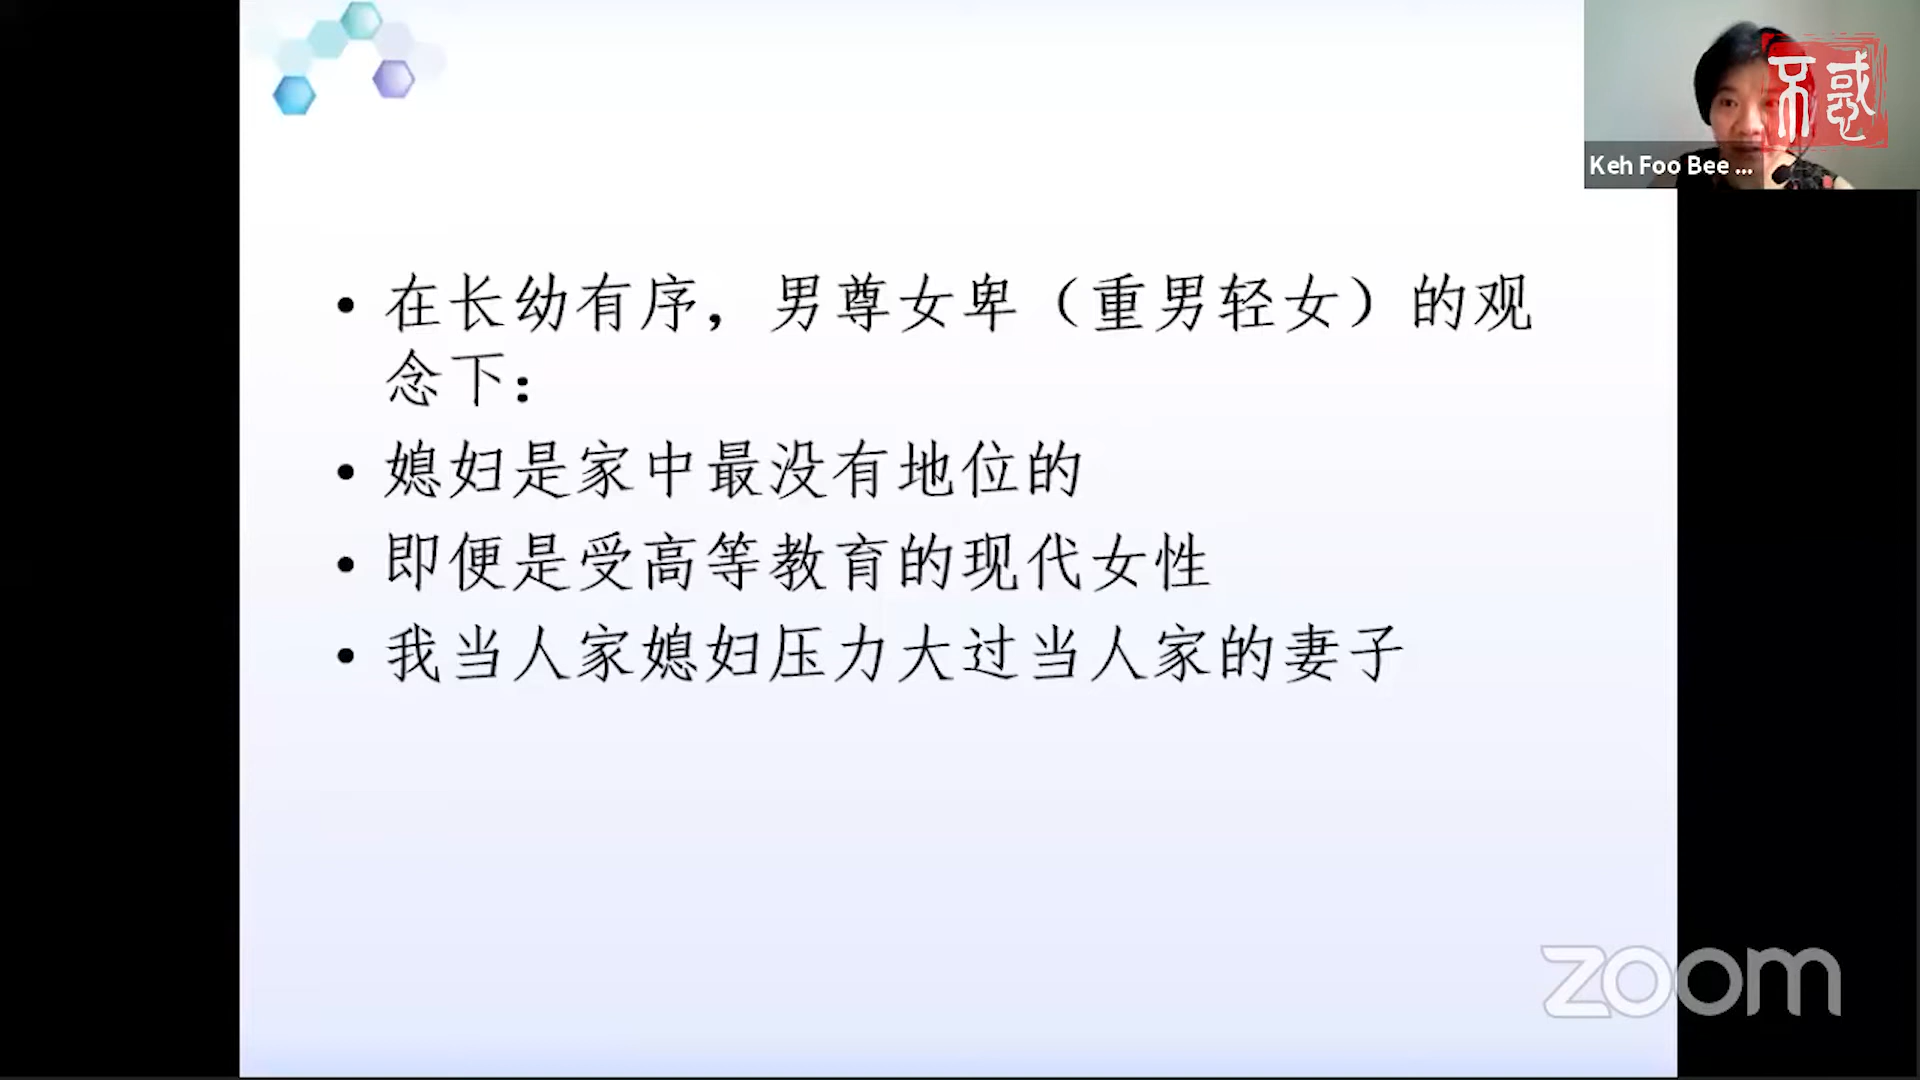 不惑
Keh Foo Bee ...
• 在长幼有序，男尊女卑（重男轻女）的观
念下：
• 媳妇是家中最没有地位的
• 即便是受高等教育的现代女性
• 我当人家媳妇压力大过当人家的妻子
zoom